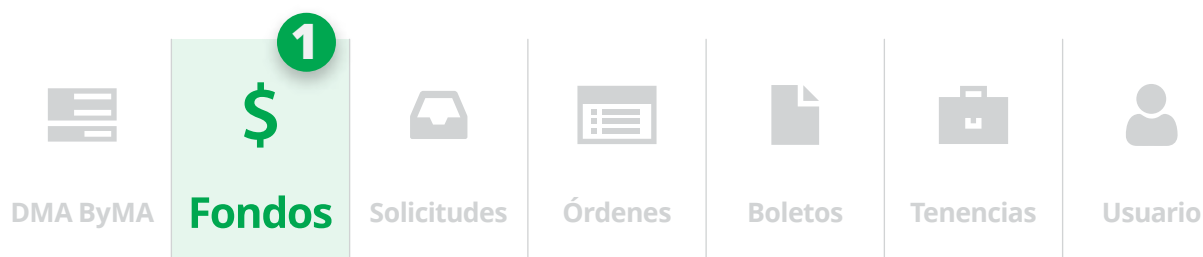 1
$
DMA ByMA
Fondos
Solicitudes
Órdenes
Boletos
Tenencias
Usuario